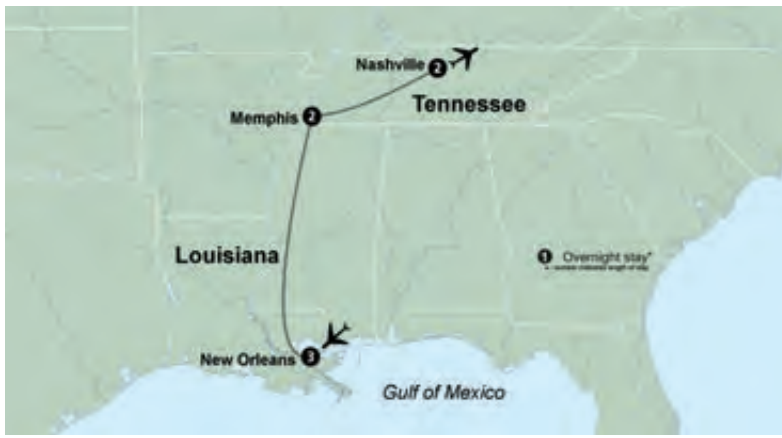 Nashville 2
Tennessee
Memphis 2
Louisiana
1 Overnight stay*
New Orleans 3
Gulf of Mexico